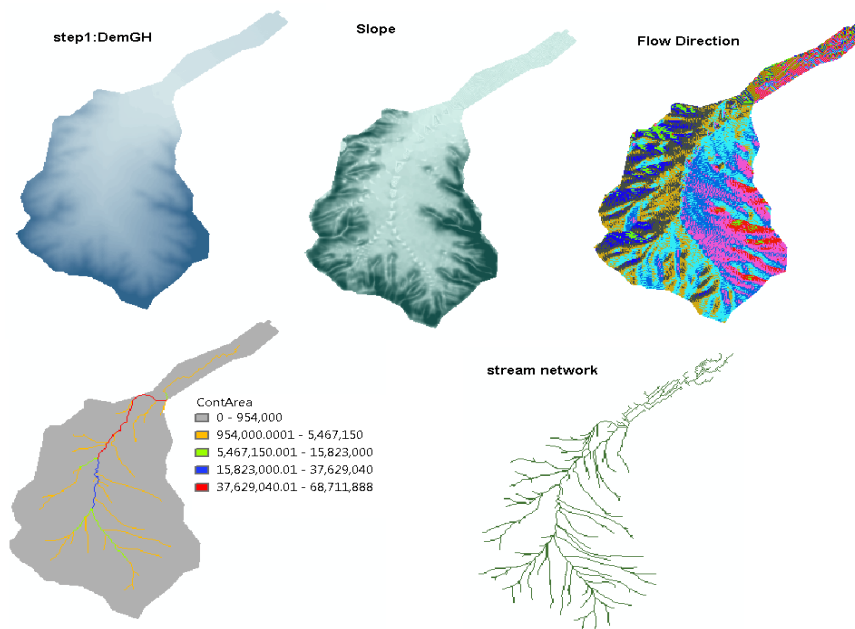 step1:DemGH
Slope
Flow Direction
ContArea
0 - 954,000
954,000.0001 - 5,467,150
5,467,150.001 - 15,823,000
15,823,000.01 - 37,629,040
37,629,040.01 - 68,711,888
stream network